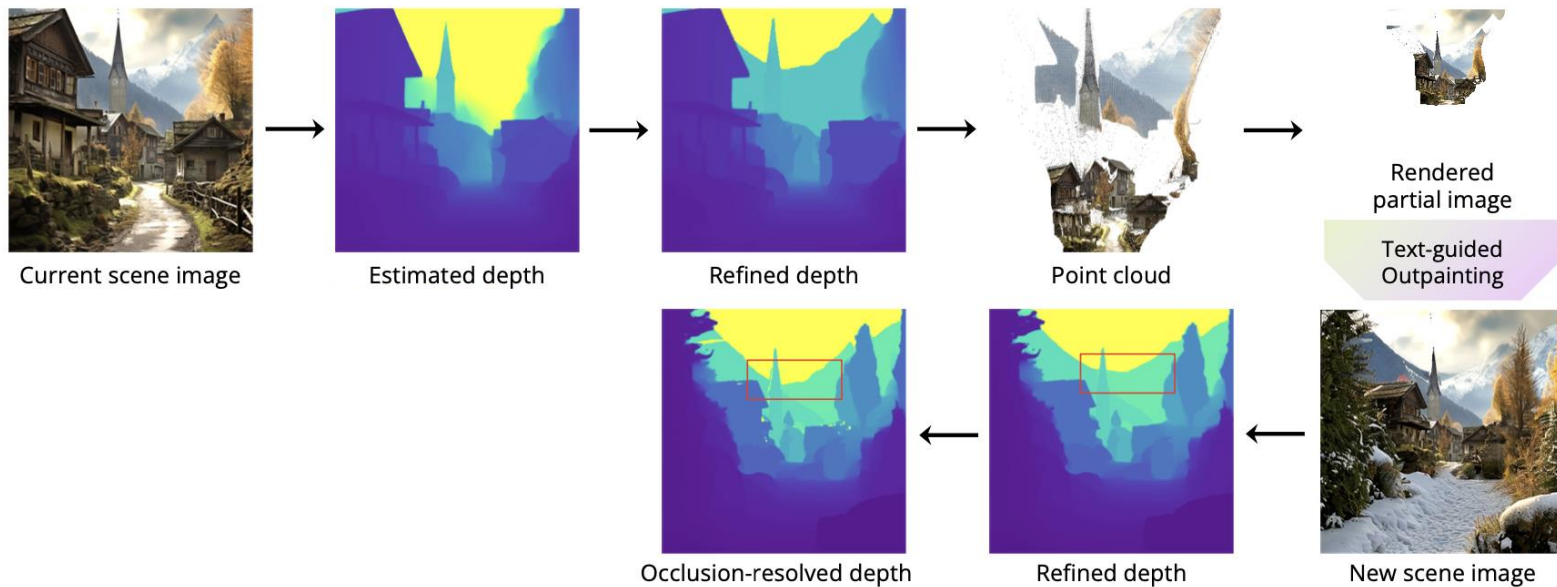 Current scene image
Estimated depth
Refined depth
Point cloud
Rendered
partial image
Text-guided
Outpainting
Occlusion-resolved depth
Refined depth
New scene image